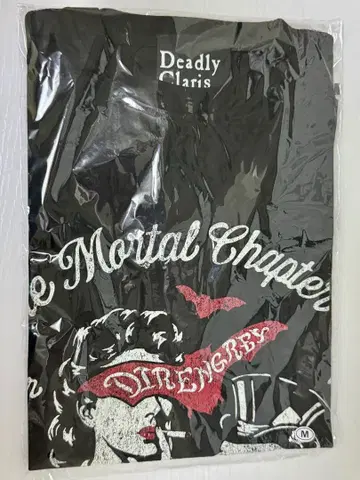 Deadly
Claris
e Mortal Chapter
DIRENGREY
M